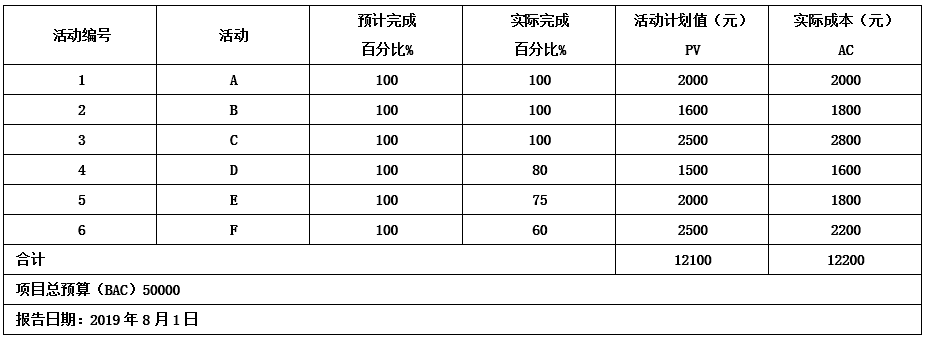 活动编号 活动 预计完成 百分比% 实际完成 百分比% 活动计划值（元） PV 实际成本（元） AC
1 A 100 100 2000 2000
2 B 100 100 1600 1800
3 C 100 100 2500 2800
4 D 100 80 1500 1600
5 E 100 75 2000 1800
6 F 100 60 2500 2200
合计 12100 12200
项目总预算（BAC）50000
报告日期：2019年8月1日